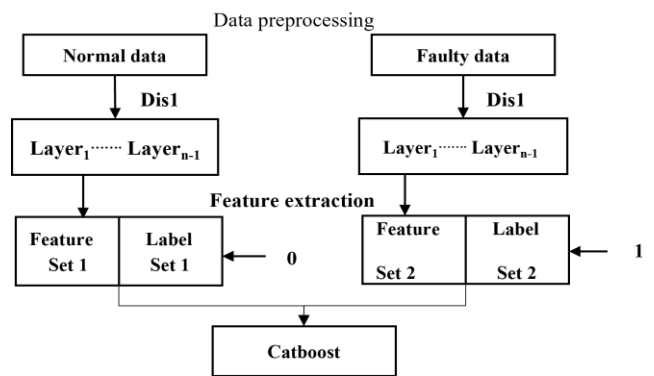 Data preprocessing
Normal data
Faulty data
Dis1
Dis1
Layer₁ ······ Layerₙ₋₁
Layer₁ ······ Layerₙ₋₁
Feature extraction
Feature
Set 1
Label
Set 1
0
Feature
Set 2
Label
Set 2
1
Catboost